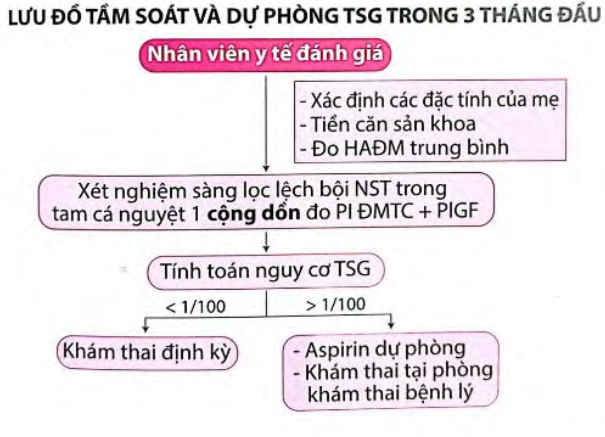 LƯU ĐỒ TẦM SOÁT VÀ DỰ PHÒNG TSG TRONG 3 THÁNG ĐẦU
Nhân viên y tế đánh giá
- Xác định các đặc tính của mẹ
- Tiền căn sản khoa
- Đo HAĐM trung bình
Xét nghiệm sàng lọc lệch bội NST trong
tam cá nguyệt 1 cộng dồn đo PI ĐMTC + PlGF
Tính toán nguy cơ TSG
< 1/100
> 1/100
Khám thai định kỳ
- Aspirin dự phòng
- Khám thai tại phòng
khám thai bệnh lý